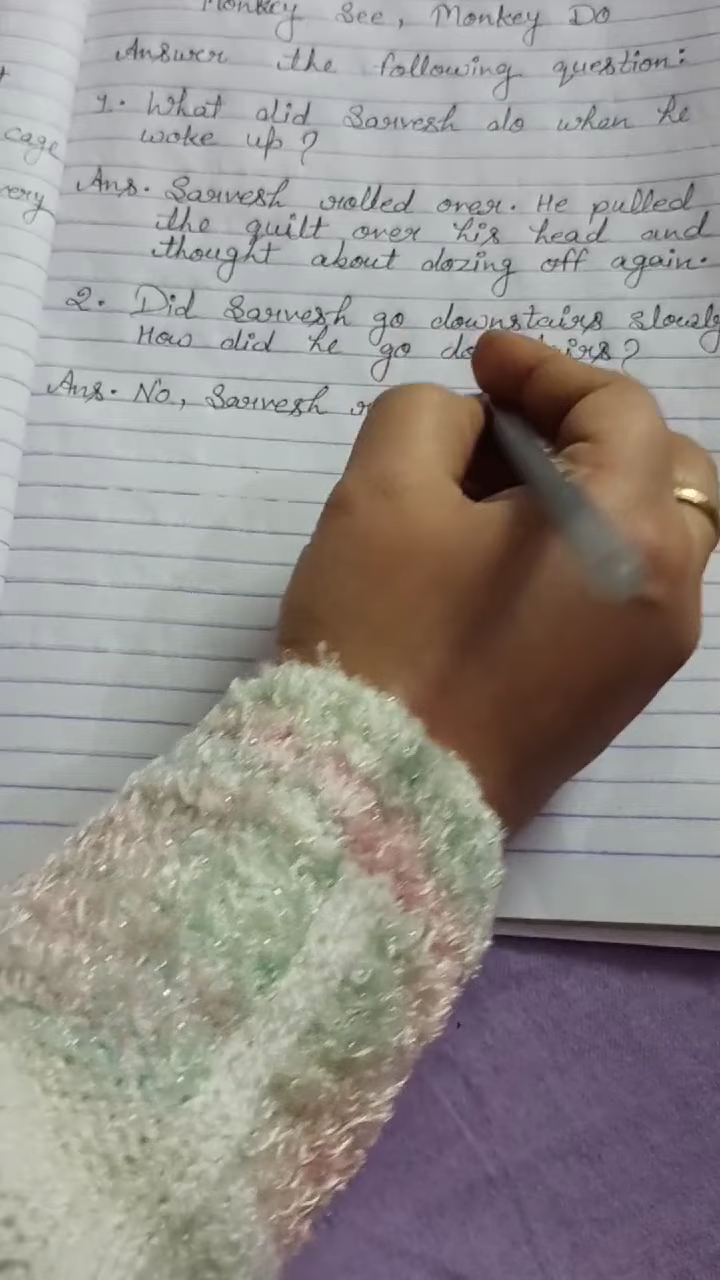 Monkey See, Monkey Do
Answer the following question:
1. What did Sarvesh do when he
woke up?
Ans. Sarvesh rolled over. He pulled
the quilt over his head and
thought about dozing off again.
2. Did Sarvesh go downstairs slowly
How did he go
Ans. No, Sarvesh
cage
very